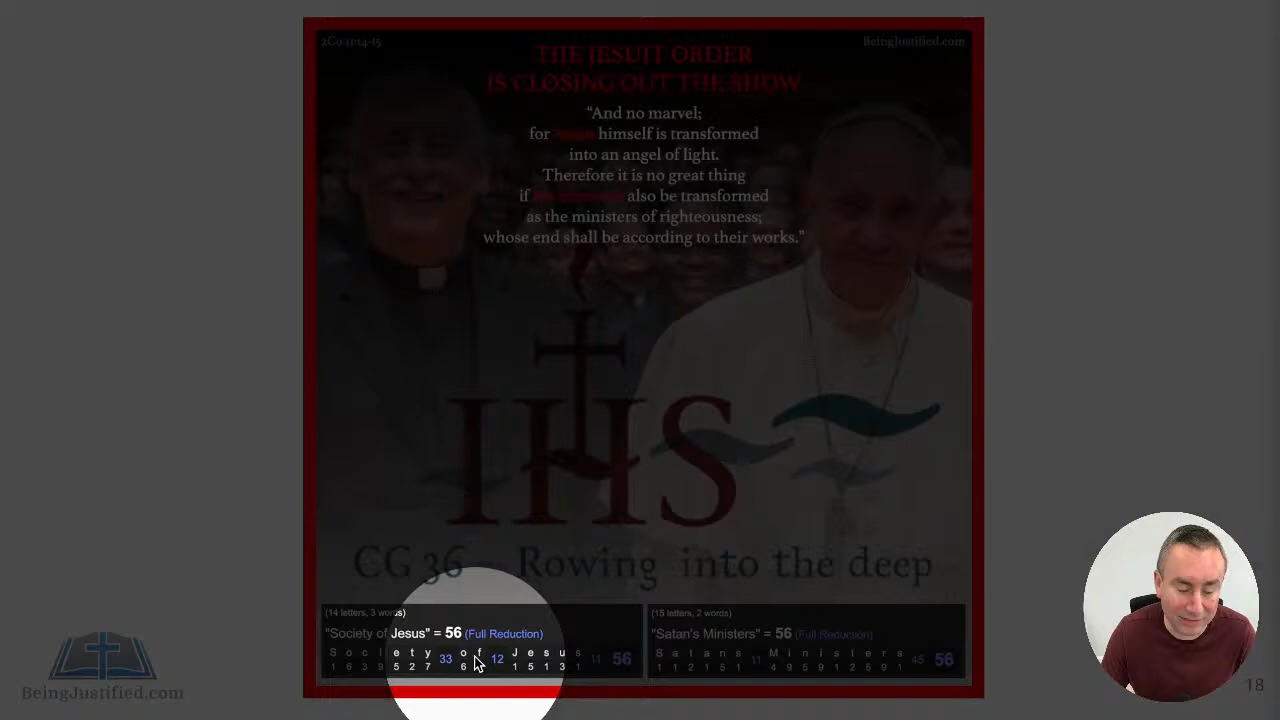 2Co 11:14-15
BeingJustified.com
THE JESUIT ORDER
IS CLOSING OUT THE SHOW
“And no marvel;
for himself is transformed
into an angel of light.
Therefore it is no great thing
if also be transformed
as the ministers of righteousness;
whose end shall be according to their works.”
IHS
CG 36 Rowing into the deep
(14 letters, 3 words)
"Society of Jesus" = 56 (Full Reduction)
S o c i e t y 33 o f 12 J e s u s 11 56
1 6 3 9 5 2 7 6 6 1 5 1 3 1
(15 letters, 2 words)
"Satan's Ministers" = 56 (Full Reduction)
S a t a n s 11 M i n i s t e r s 45 56
1 1 2 1 5 1 4 9 5 9 1 2 5 9 1
BeingJustified.com
18